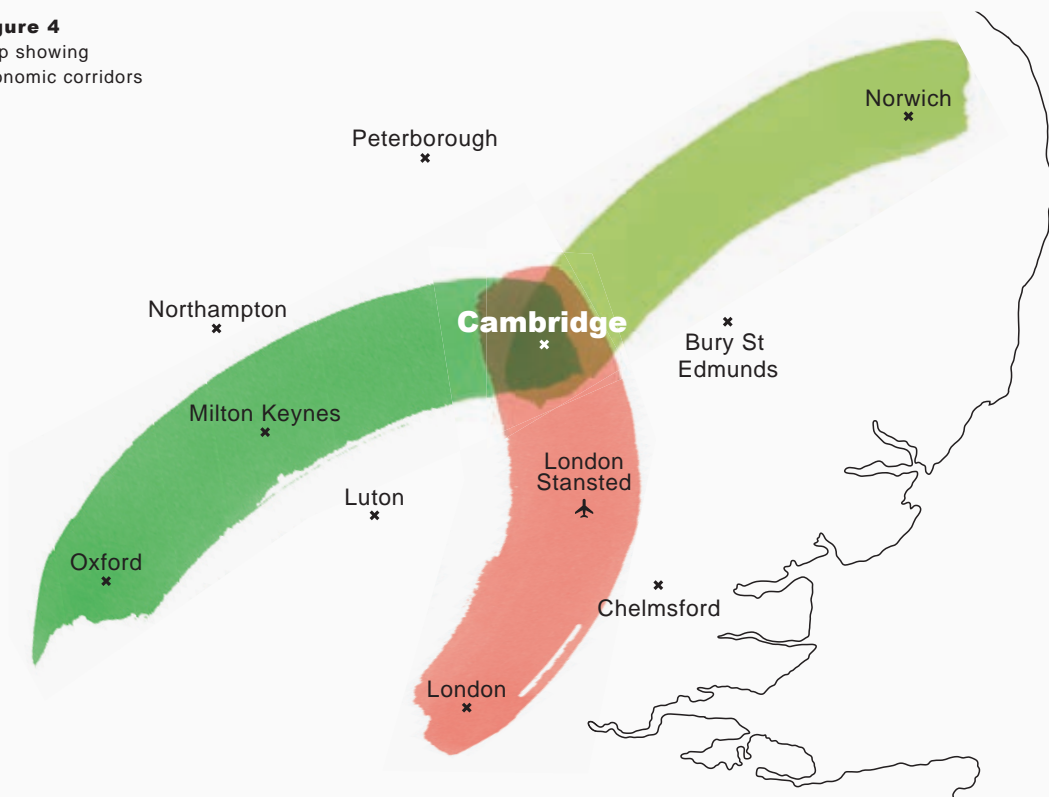 gure 4
p showing
onomic corridors
Norwich
Peterborough
Northampton
Cambridge
Bury St
Edmunds
Milton Keynes
London
Stansted
Luton
Oxford
Chelmsford
London